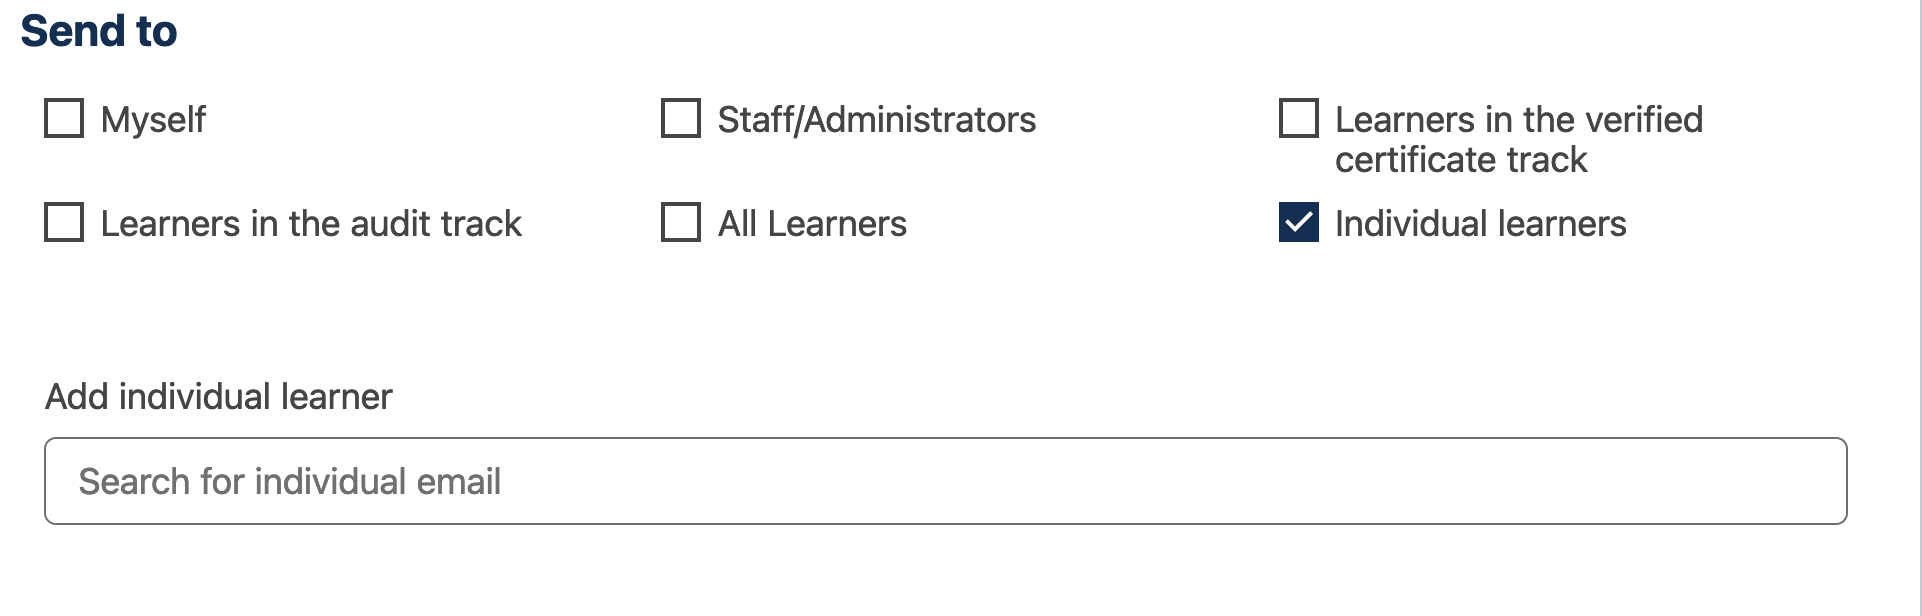 Send to
Myself
Staff/Administrators
Learners in the verified
certificate track
Learners in the audit track
All Learners
Individual learners
Add individual learner
Search for individual email